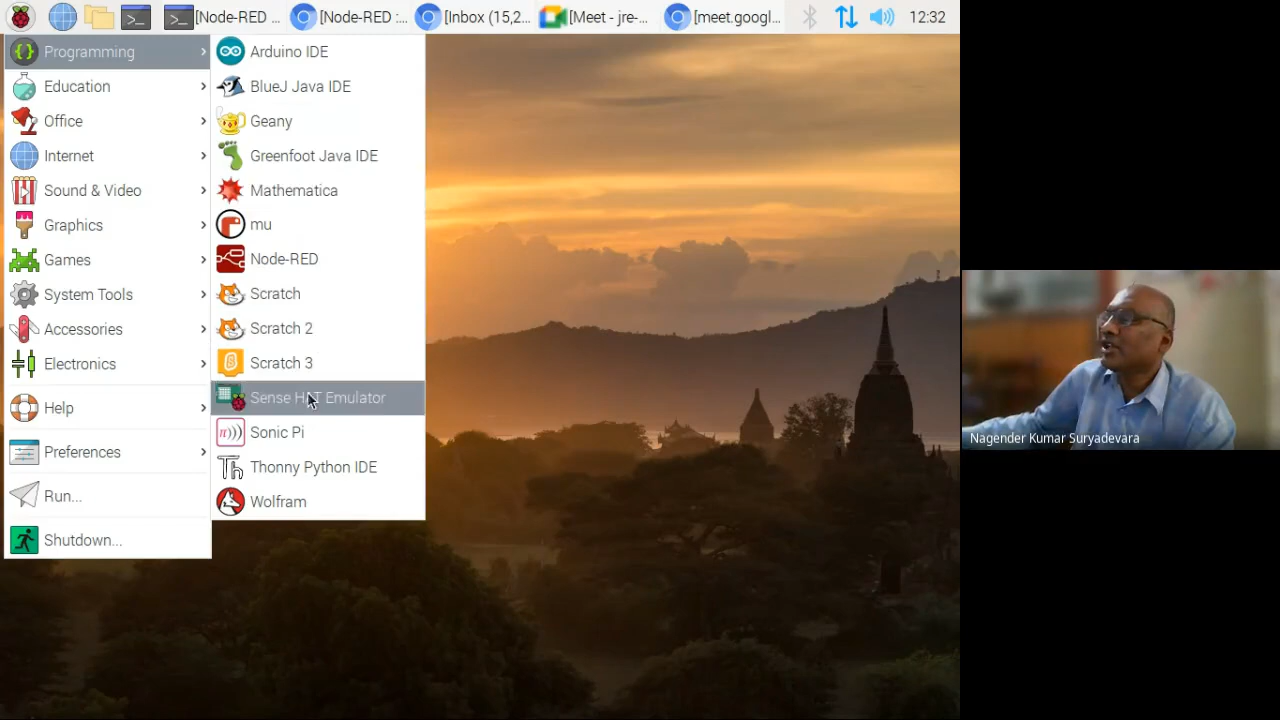 [Node-RED ...
[Node-RED :...
[Inbox (15,2...
[Meet - jre-...
[meet.googl...
12:32
Programming
Education
Office
Internet
Sound & Video
Graphics
Games
System Tools
Accessories
Electronics
Help
Preferences
Run...
Shutdown...
Arduino IDE
BlueJ Java IDE
Geany
Greenfoot Java IDE
Mathematica
mu
Node-RED
Scratch
Scratch 2
Scratch 3
Sense HAT Emulator
Sonic Pi
Thonny Python IDE
Wolfram
Nagender Kumar Suryadevara